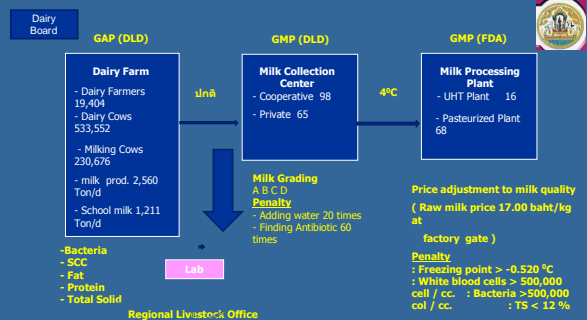 Dairy
Board
GAP (DLD)
GMP (DLD)
GMP (FDA)
Dairy Farm
- Dairy Farmers
19,404
- Dairy Cows
533,552
- Milking Cows
230,676
- milk prod. 2,560
Ton/d
- School milk 1,211
Ton/d
ปกติ
Milk Collection
Center
- Cooperative 98
- Private 65
4⁰C
Milk Processing
Plant
- UHT Plant 16
- Pasteurized Plant
68
Milk Grading
A B C D
Penalty
- Adding water 20 times
- Finding Antibiotic 60
times
Price adjustment to milk quality
( Raw milk price 17.00 baht/kg
at
factory gate )
Penalty
: Freezing point > -0.520 ⁰C
: White blood cells > 500,000
cell / cc. : Bacteria >500,000
col / cc. : TS < 12 %
-Bacteria
- SCC
- Fat
- Protein
- Total Solid
Lab
Regional Livestock Office